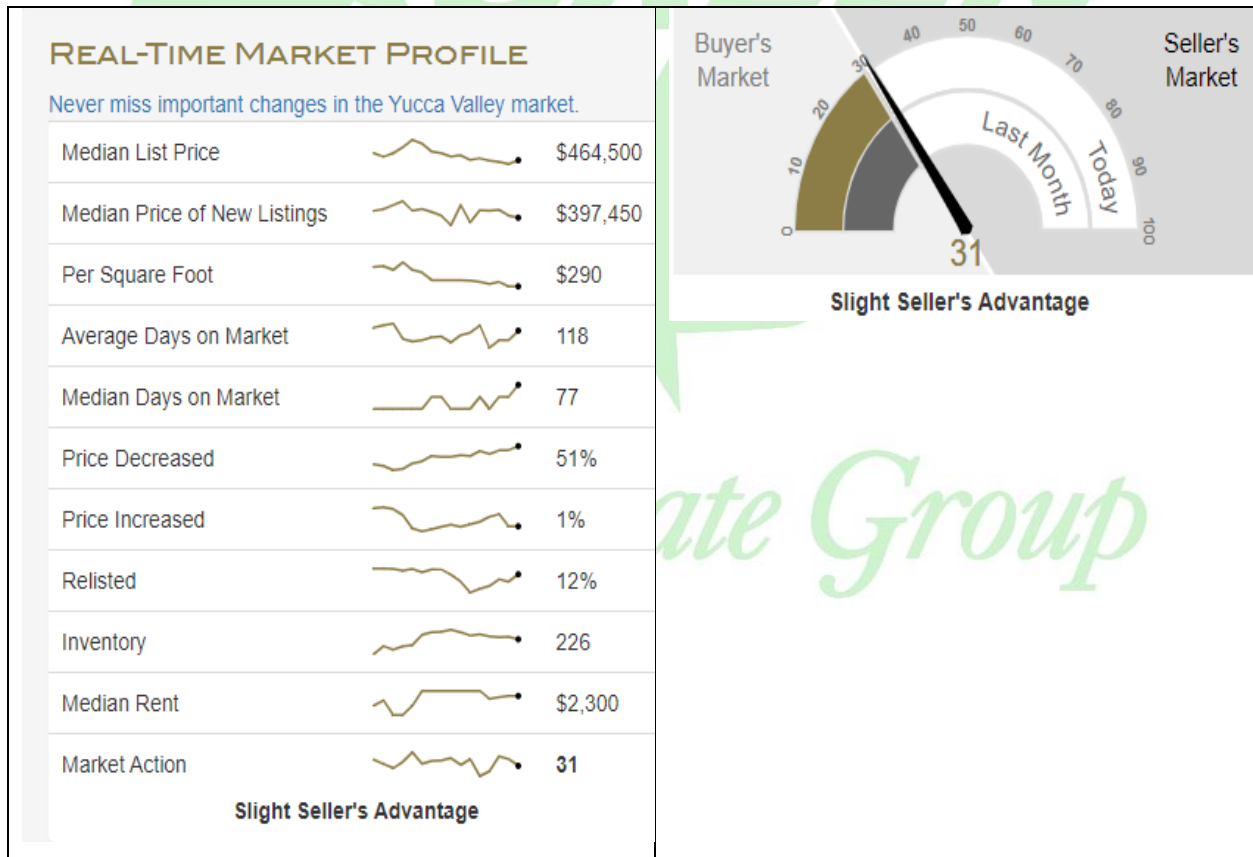 REAL-TIME MARKET PROFILE
Never miss important changes in the Yucca Valley market.
Median List Price $464,500
Median Price of New Listings $397,450
Per Square Foot $290
Average Days on Market 118
Median Days on Market 77
Price Decreased 51%
Price Increased 1%
Relisted 12%
Inventory 226
Median Rent $2,300
Market Action 31
Slight Seller's Advantage
Buyer's
Market
Seller's
Market
0
10
20
30
40
50
60
70
80
90
100
Last Month
Today
31
Slight Seller's Advantage
ate Group